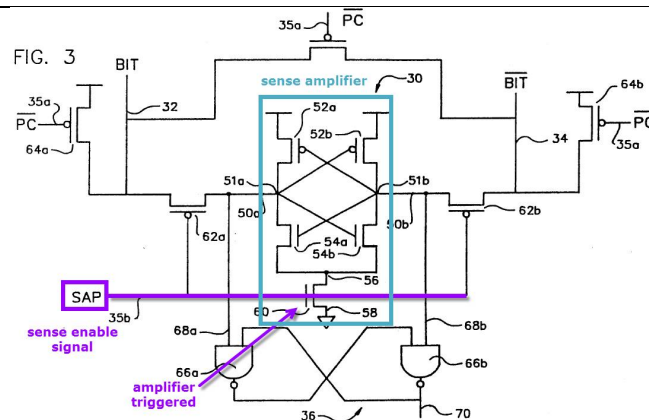 35a
PC
FIG. 3
BIT
sense amplifier
30
BIT
64b
35a
32
52a
52b
PC
34
PC
35a
64a
51a
51b
50a
50b
62a
54a
54b
62b
56
SAP
60
58
35b
sense enable
signal
68a
68b
66a
66b
amplifier
triggered
36
70